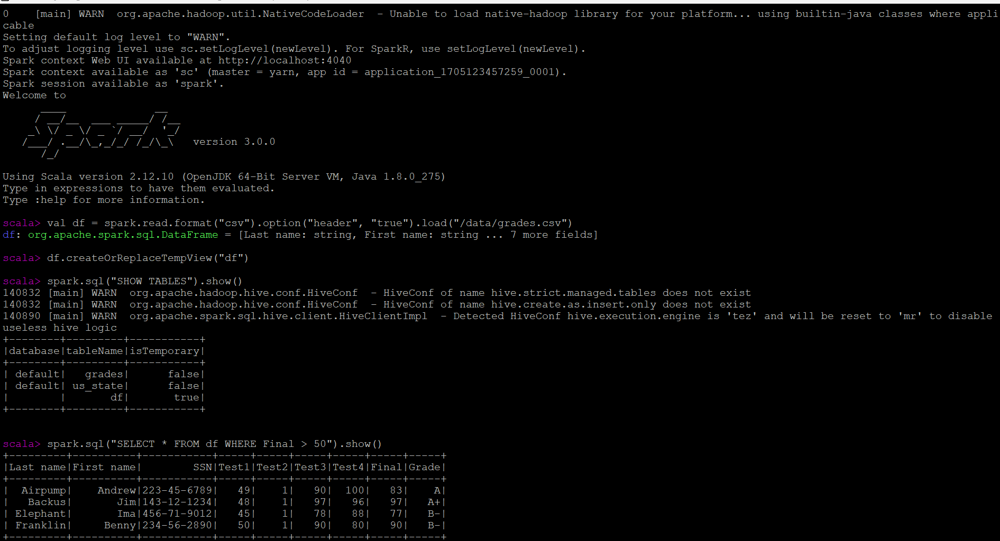 0    [main] WARN  org.apache.hadoop.util.NativeCodeLoader  - Unable to load native-hadoop library for your platform... using builtin-java classes where appli
cable
Setting default log level to "WARN".
To adjust logging level use sc.setLogLevel(newLevel). For SparkR, use setLogLevel(newLevel).
Spark context Web UI available at http://localhost:4040
Spark context available as 'sc' (master = yarn, app id = application_1705123457259_0001).
Spark session available as 'spark'.
Welcome to
      ____              __
     / __/__  ___ _____/ /__
    _\ \/ _ \/ _ `/ __/  '_/
   /___/ .__/\_,_/_/ /_/\_\   version 3.0.0
      /_/
Using Scala version 2.12.10 (OpenJDK 64-Bit Server VM, Java 1.8.0_275)
Type in expressions to have them evaluated.
Type :help for more information.
scala> val df = spark.read.format("csv").option("header", "true").load("/data/grades.csv")
df: org.apache.spark.sql.DataFrame = [Last name: string, First name: string ... 7 more fields]
scala> df.createOrReplaceTempView("df")
scala> spark.sql("SHOW TABLES").show()
140832 [main] WARN  org.apache.hadoop.hive.conf.HiveConf  - HiveConf of name hive.strict.managed.tables does not exist
140832 [main] WARN  org.apache.hadoop.hive.conf.HiveConf  - HiveConf of name hive.create.as.insert.only does not exist
140890 [main] WARN  org.apache.spark.sql.hive.client.HiveClientImpl  - Detected HiveConf hive.execution.engine is 'tez' and will be reset to 'mr' to disable
useless hive logic
+--------+---------+-----------+
|database|tableName|isTemporary|
+--------+---------+-----------+
| default|   grades|      false|
| default| us_state|      false|
|        |       df|       true|
+--------+---------+-----------+
scala> spark.sql("SELECT * FROM df WHERE Final > 50").show()
+---------+----------+-----------+-----+-----+-----+-----+-----+-----+
|Last name|First name|        SSN|Test1|Test2|Test3|Test4|Final|Grade|
+---------+----------+-----------+-----+-----+-----+-----+-----+-----+
|  Airpump|    Andrew|223-45-6789|   49|    1|   90|  100|   83|    A|
|   Backus|       Jim|143-12-1234|   48|    1|   97|   96|   97|   A+|
| Elephant|       Ima|456-71-9012|   45|    1|   78|   88|   77|   B-|
| Franklin|     Benny|234-56-2890|   50|    1|   90|   80|   90|   B-|
+---------+----------+-----------+-----+-----+-----+-----+-----+-----+